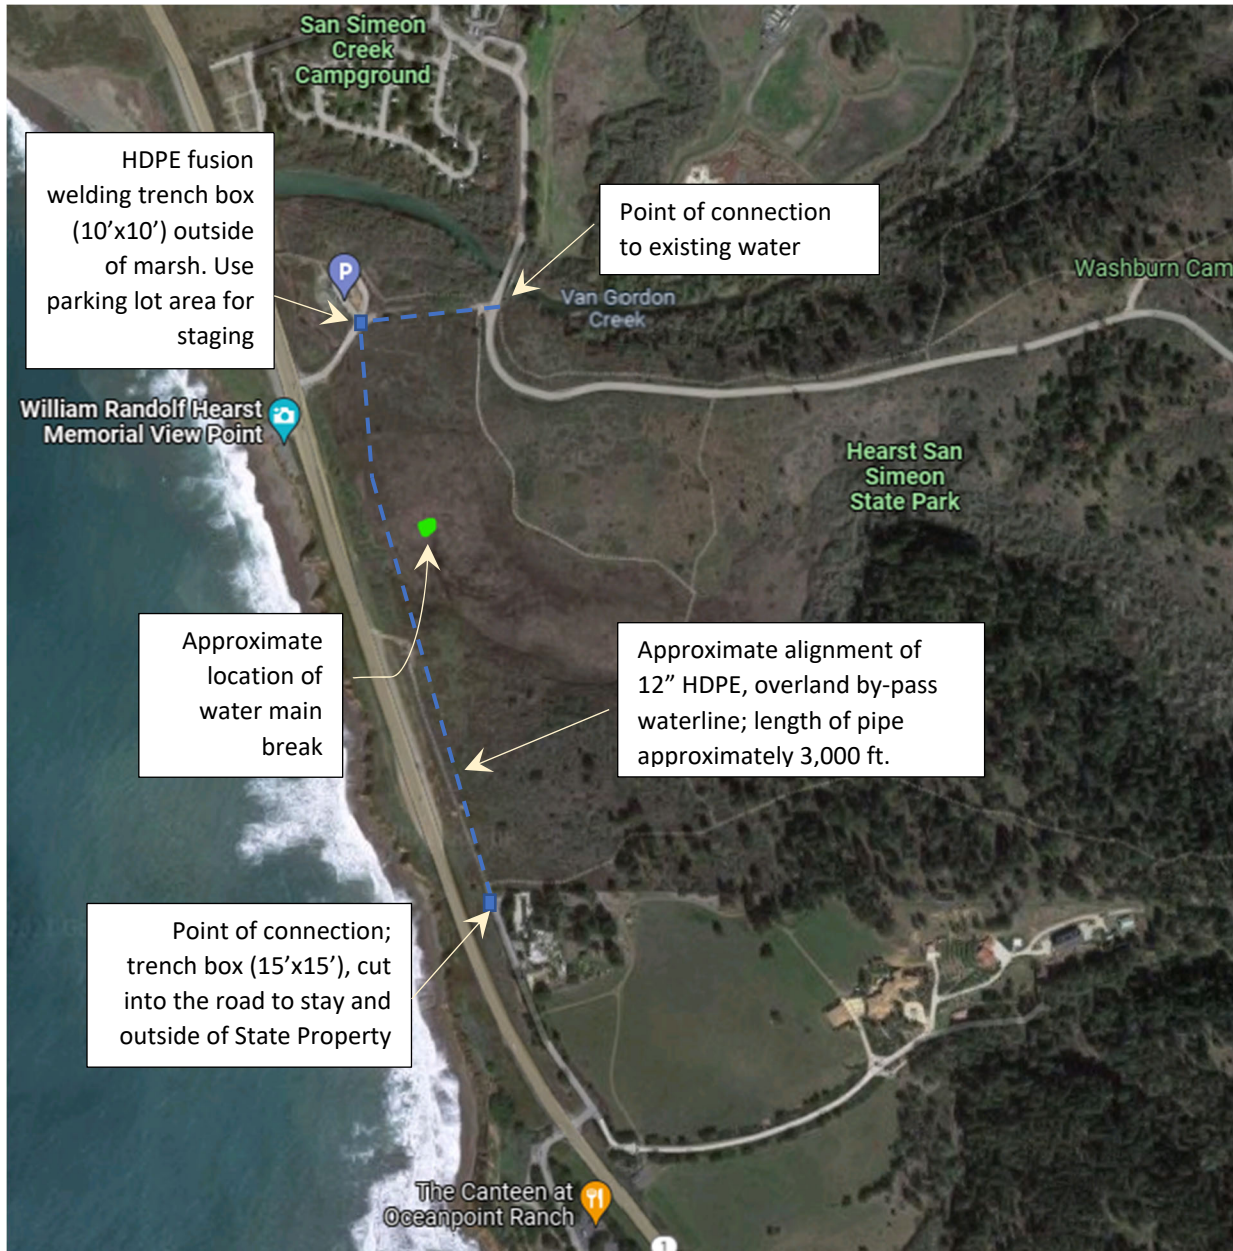 San Simeon
Creek
Campground
HDPE fusion
welding trench box
(10’x10’) outside
of marsh. Use
parking lot area for
staging
P
Point of connection
to existing water
Washburn Cam
Van Gordon
Creek
William Randolf Hearst
Memorial View Point
Hearst San
Simeon
State Park
Approximate
location of
water main
break
Approximate alignment of
12” HDPE, overland by-pass
waterline; length of pipe
approximately 3,000 ft.
Point of connection;
trench box (15’x15’), cut
into the road to stay and
outside of State Property
The Canteen at
Oceanpoint Ranch
1